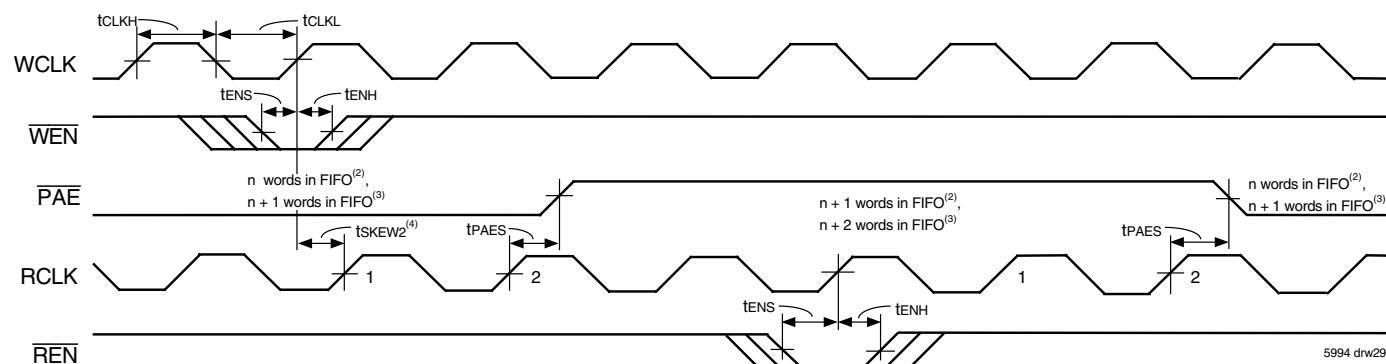 tCLKH
tCLKL
WCLK
tENS
tENH
WEN
n words in FIFO(2),
n + 1 words in FIFO(3)
PAE
n + 1 words in FIFO(2),
n + 2 words in FIFO(3)
n words in FIFO(2),
n + 1 words in FIFO(3)
tSKEW2(4)
tPAES
tPAES
RCLK
1
2
1
2
tENS
tENH
REN
5994 drw29